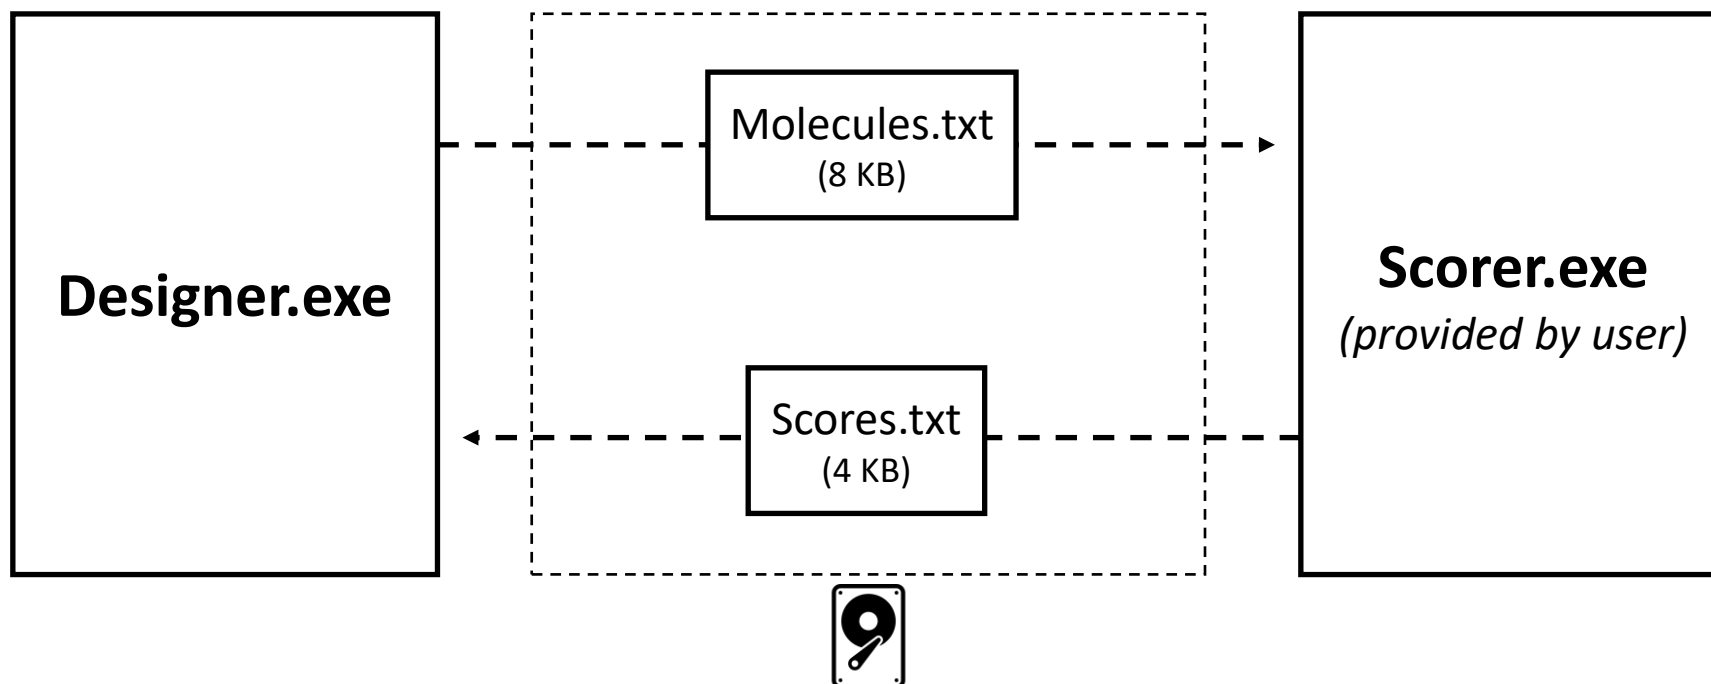 Designer.exe
Molecules.txt
(8 KB)
Scores.txt
(4 KB)
Scorer.exe
(provided by user)